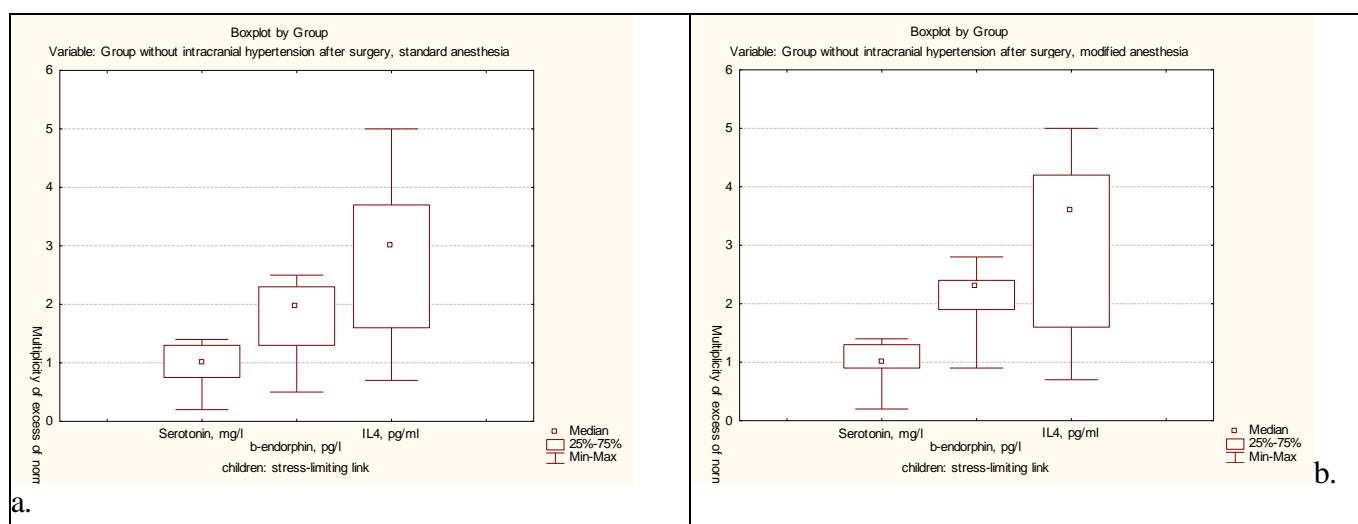 Boxplot by Group
Variable: Group without intracranial hypertension after surgery, standard anesthesia
6
5
4
3
2
1
0
Multiplicity of excess of norm
Serotonin, mg/l
b-endorphin, pg/l
IL4, pg/ml
children: stress-limiting link
Median
25%-75%
Min-Max
a.
Boxplot by Group
Variable: Group without intracranial hypertension after surgery, modified anesthesia
6
5
4
3
2
1
0
Multiplicity of excess of norm
Serotonin, mg/l
b-endorphin, pg/l
IL4, pg/ml
children: stress-limiting link
Median
25%-75%
Min-Max
b.